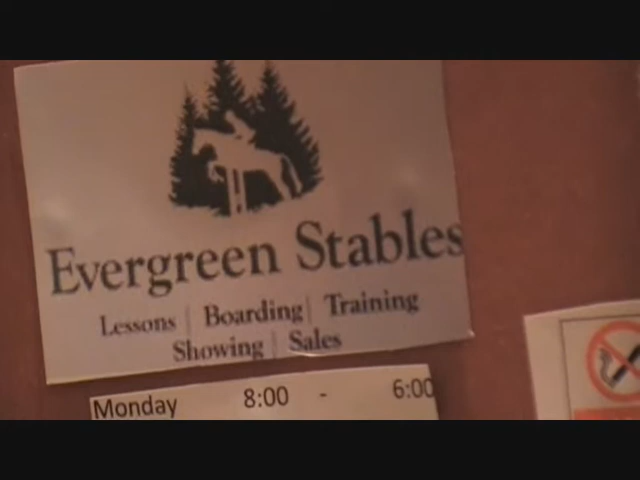 Evergreen Stables
Lessons | Boarding | Training
Showing | Sales
Monday 8:00 - 6:00